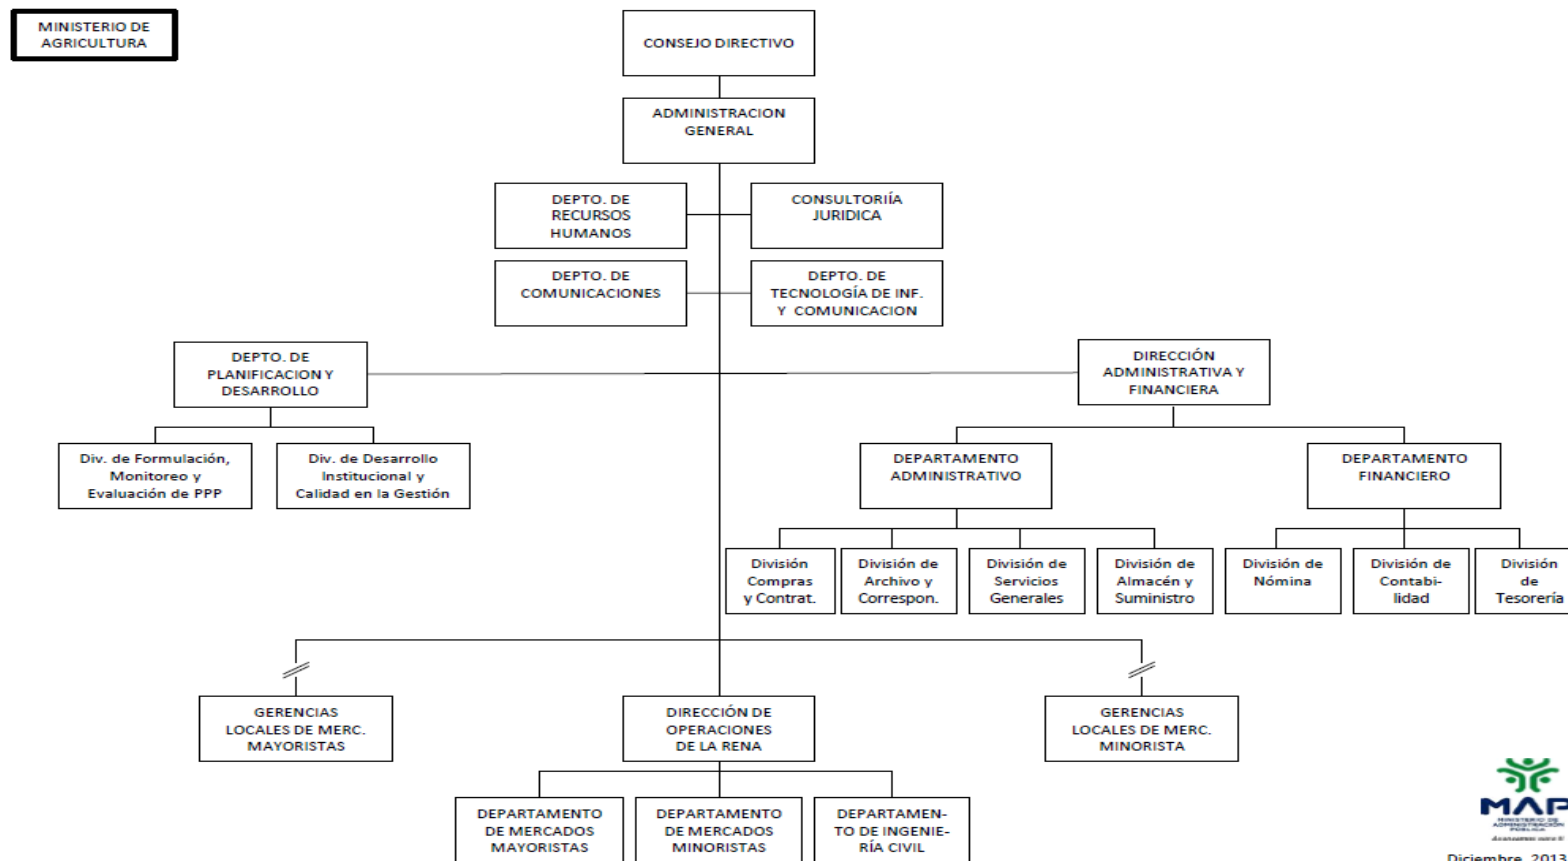 MINISTERIO DE
AGRICULTURA
CONSEJO DIRECTIVO
ADMINISTRACION
GENERAL
DEPTO. DE
RECURSOS
HUMANOS
CONSULTORIÍA
JURIDICA
DEPTO. DE
COMUNICACIONES
DEPTO. DE
TECNOLOGÍA DE INF.
Y COMUNICACION
DEPTO. DE
PLANIFICACION Y
DESARROLLO
DIRECCIÓN
ADMINISTRATIVA Y
FINANCIERA
Div. de Formulación,
Monitoreo y
Evaluación de PPP
Div. de Desarrollo
Institucional y
Calidad en la Gestión
DEPARTAMENTO
ADMINISTRATIVO
DEPARTAMENTO
FINANCIERO
División
Compras
y Contrat.
División de
Archivo y
Correspon.
División de
Servicios
Generales
División de
Almacén y
Suministro
División de
Nómina
División de
Contabi-
lidad
División
de
Tesorería
GERENCIAS
LOCALES DE MERC.
MAYORISTAS
DIRECCIÓN DE
OPERACIONES
DE LA RENA
GERENCIAS
LOCALES DE MERC.
MINORISTA
DEPARTAMENTO
DE MERCADOS
MAYORISTAS
DEPARTAMENTO
DE MERCADOS
MINORISTAS
DEPARTAMEN-
TO DE INGENIE-
RÍA CIVIL
MAP
MINISTERIO DE
ADMINISTRACIÓN
PÚBLICA
Diciembre, 2013